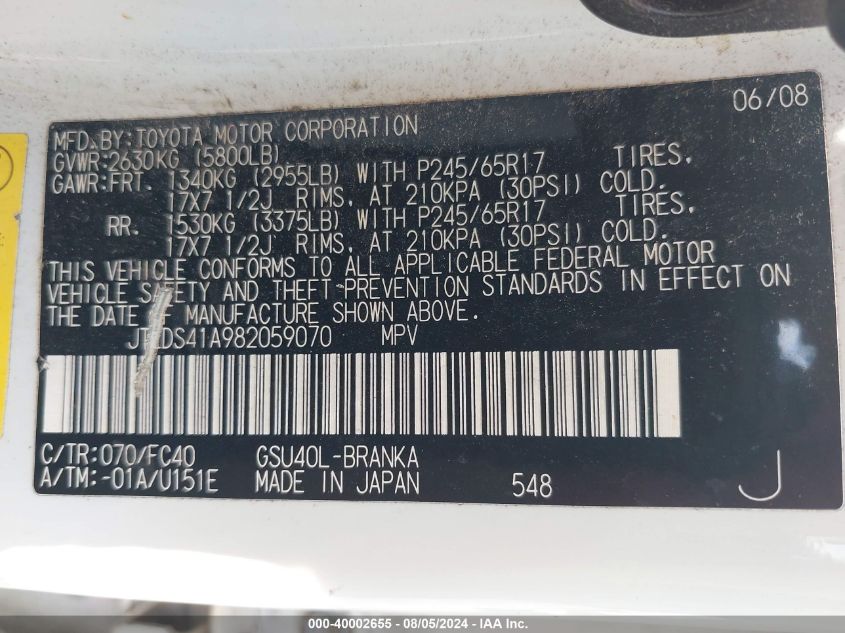 06/08
MFD.BY:TOYOTA MOTOR CORPORATION
GVWR:2630KG (5800LB)
GAWR:FRT. 1340KG (2955LB) WITH P245/65R17 TIRES.
17X7 1/2J RIMS, AT 210KPA (30PSI) COLD.
RR. 1530KG (3375LB) WITH P245/65R17 TIRES,
17X7 1/2J RIMS, AT 210KPA (30PSI) COLD.
THIS VEHICLE CONFORMS TO ALL APPLICABLE FEDERAL MOTOR
VEHICLE SAFETY AND THEFT-PREVENTION STANDARDS IN EFFECT ON
THE DATE OF MANUFACTURE SHOWN ABOVE.
MPV
C/TR:070/FC40 GSU40L-BRANKA
A/TM:-01A/U151E MADE IN JAPAN 548 J
000-40002655 - 08/05/2024 - IAA Inc.